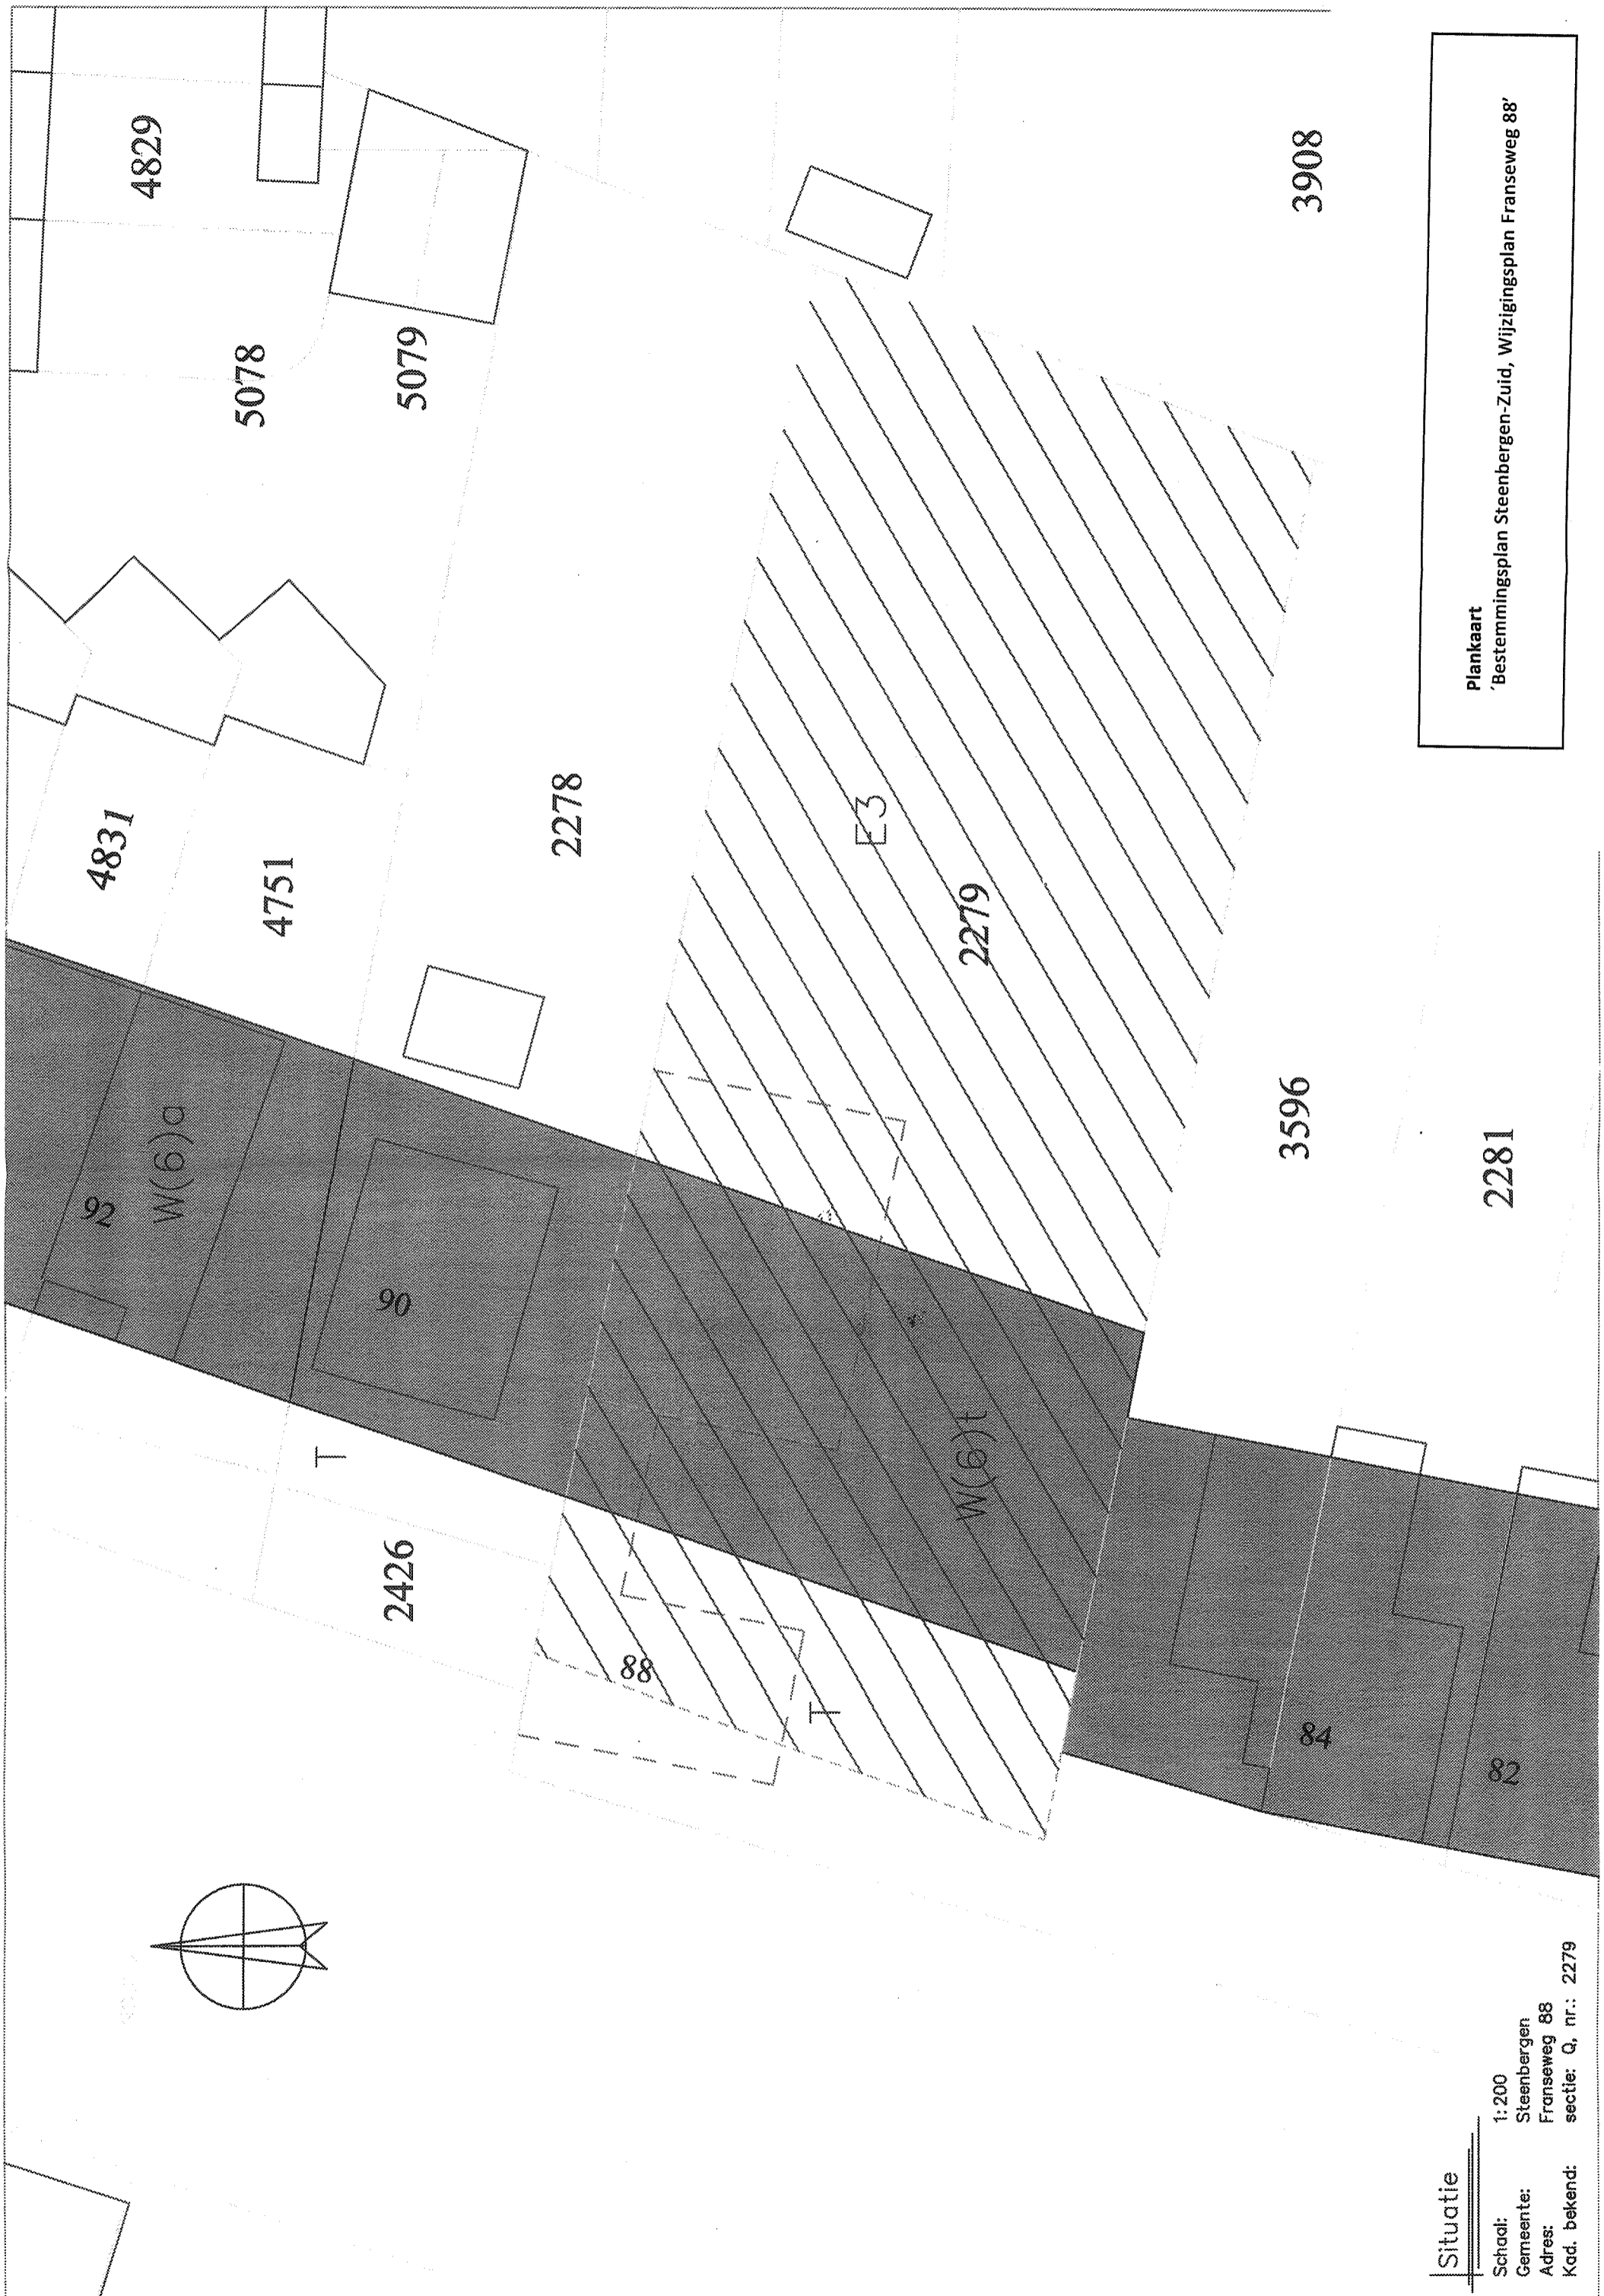 4829
5078
5079
3908
4831
4751
2278
E3
2279
92
W(6)a
90
T
2426
W(6)t
88
T
3596
2281
84
82
Plankaart
'Bestemmingsplan Steenbergen-Zuid, Wijzigingsplan Franseweg 88'
Situatie
Schaal: 1:200
Gemeente: Steenbergen
Adres: Franseweg 88
Kad. bekend: sectie: Q, nr.: 2279